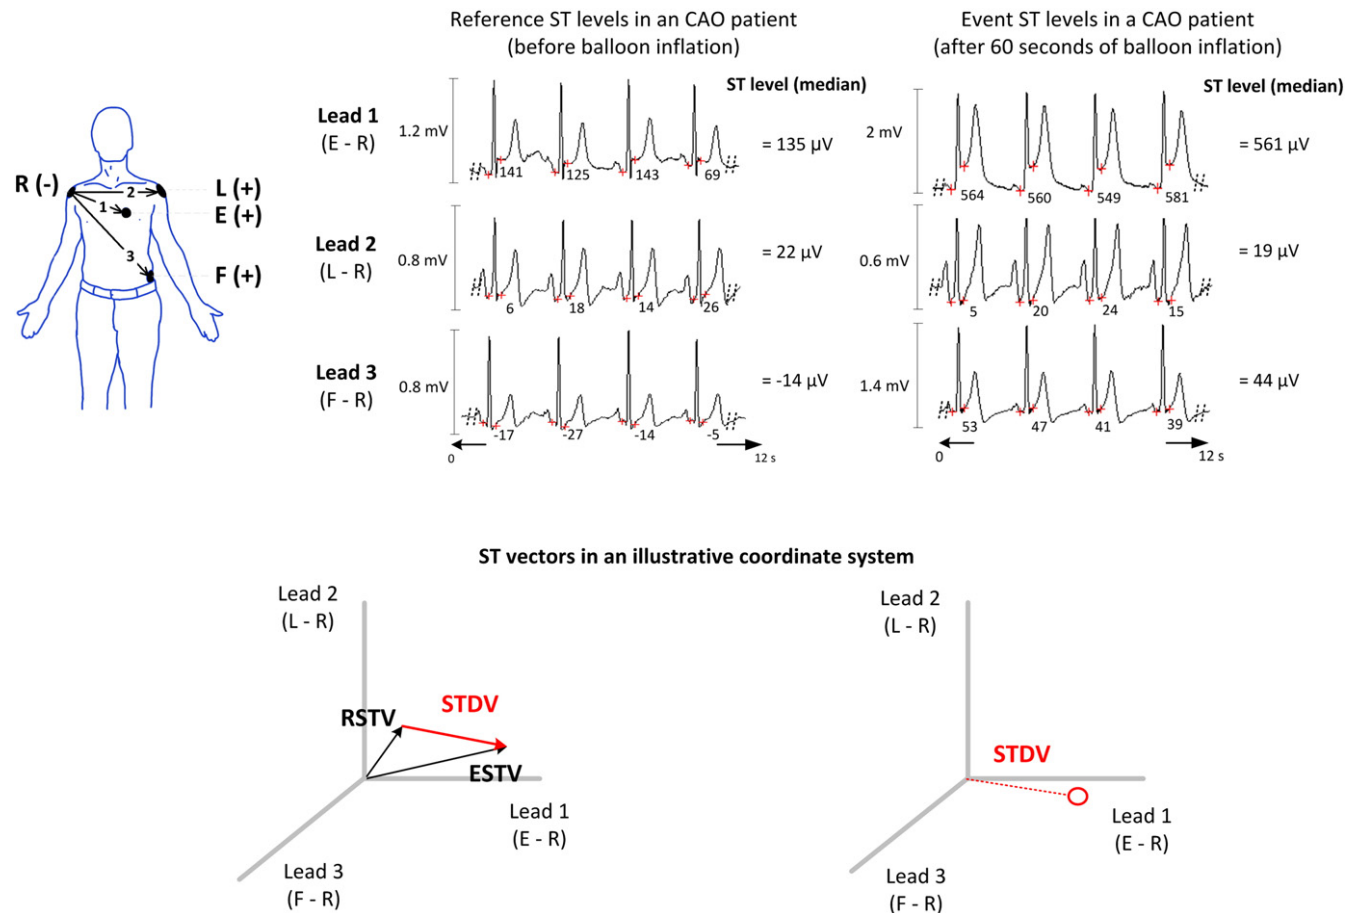 Reference ST levels in an CAO patient
(before balloon inflation)
Event ST levels in a CAO patient
(after 60 seconds of balloon inflation)
ST level (median)
ST level (median)
R (-)
L (+)
E (+)
F (+)
2
1
3
Lead 1
(E - R)
1.2 mV
141 125 143 69
= 135 µV
2 mV
564 560 549 581
= 561 µV
Lead 2
(L - R)
0.8 mV
6 18 14 26
= 22 µV
0.6 mV
5 20 24 15
= 19 µV
Lead 3
(F - R)
0.8 mV
-17 -27 -14 -5
= -14 µV
1.4 mV
53 47 41 39
= 44 µV
0 12 s
0 12 s
ST vectors in an illustrative coordinate system
Lead 2
(L - R)
RSTV
STDV
ESTV
Lead 1
(E - R)
Lead 3
(F - R)
Lead 2
(L - R)
STDV
Lead 1
(E - R)
Lead 3
(F - R)